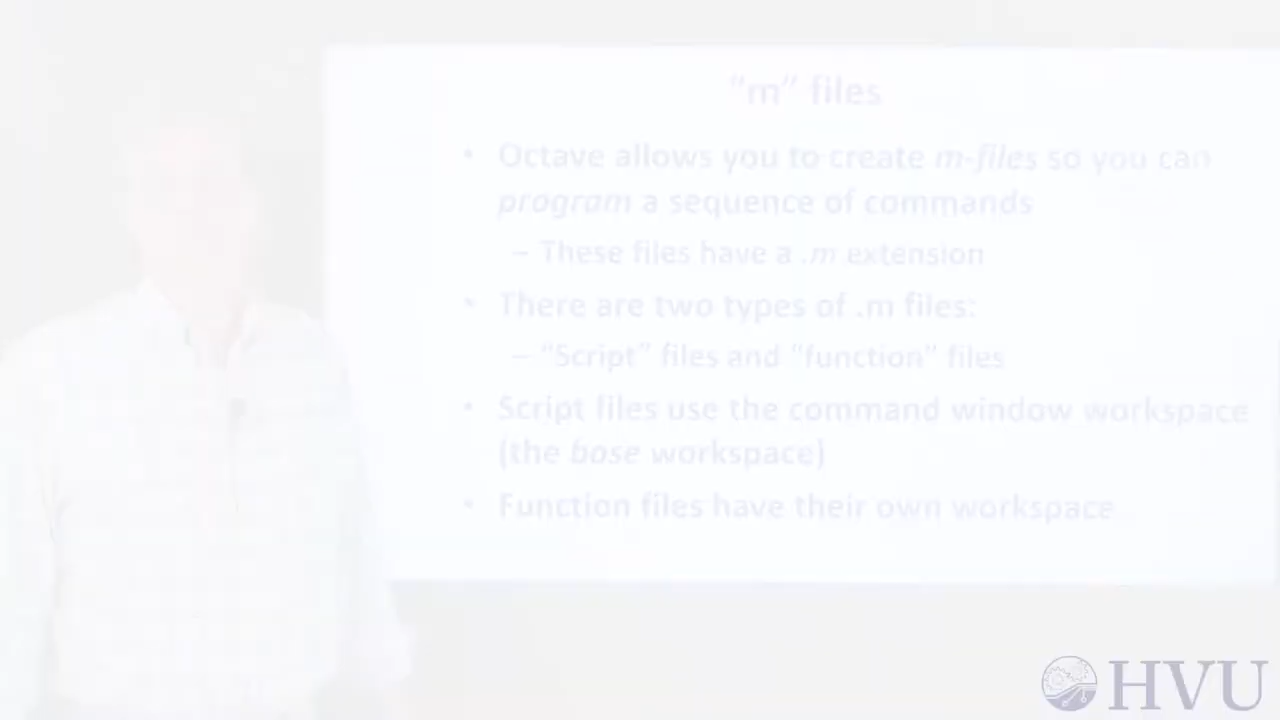 “m” files
• Octave allows you to create m-files so you can
program a sequence of commands
– These files have a .m extension
• There are two types of .m files:
– “Script” files and “function” files
• Script files use the command window workspace
(the base workspace)
• Function files have their own workspace
HVU